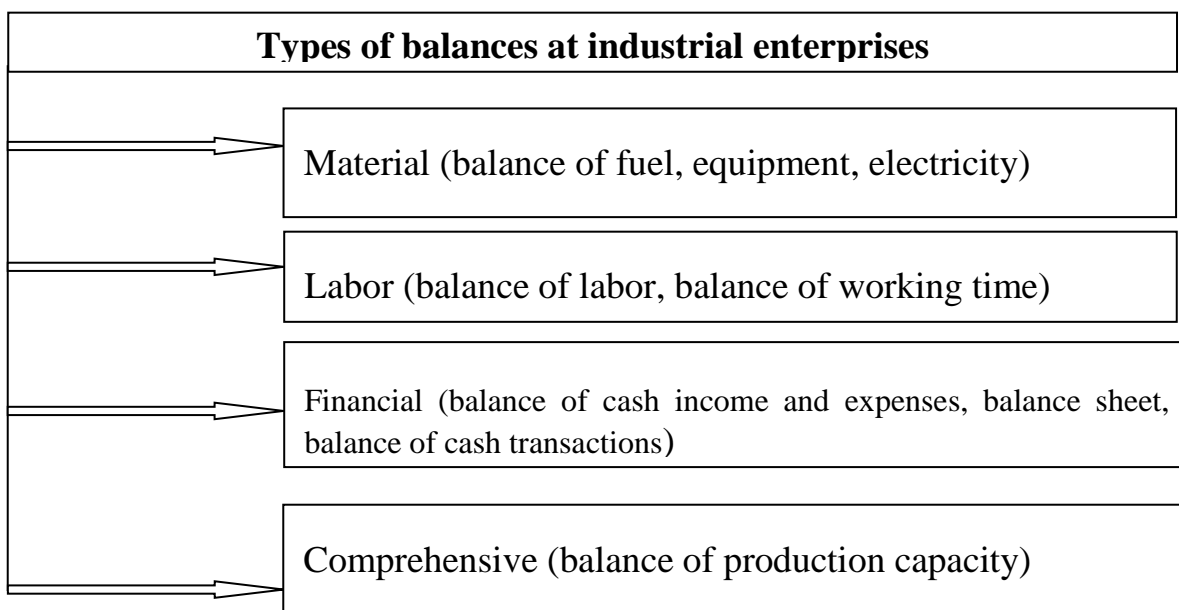 Types of balances at industrial enterprises
Material (balance of fuel, equipment, electricity)
Labor (balance of labor, balance of working time)
Financial (balance of cash income and expenses, balance sheet,
balance of cash transactions)
Comprehensive (balance of production capacity)